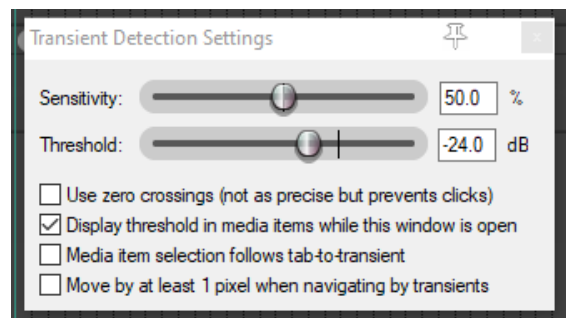 Transient Detection Settings
Sensitivity: 50.0 %
Threshold: -24.0 dB
Use zero crossings (not as precise but prevents clicks)
Display threshold in media items while this window is open
Media item selection follows tab-to-transient
Move by at least 1 pixel when navigating by transients